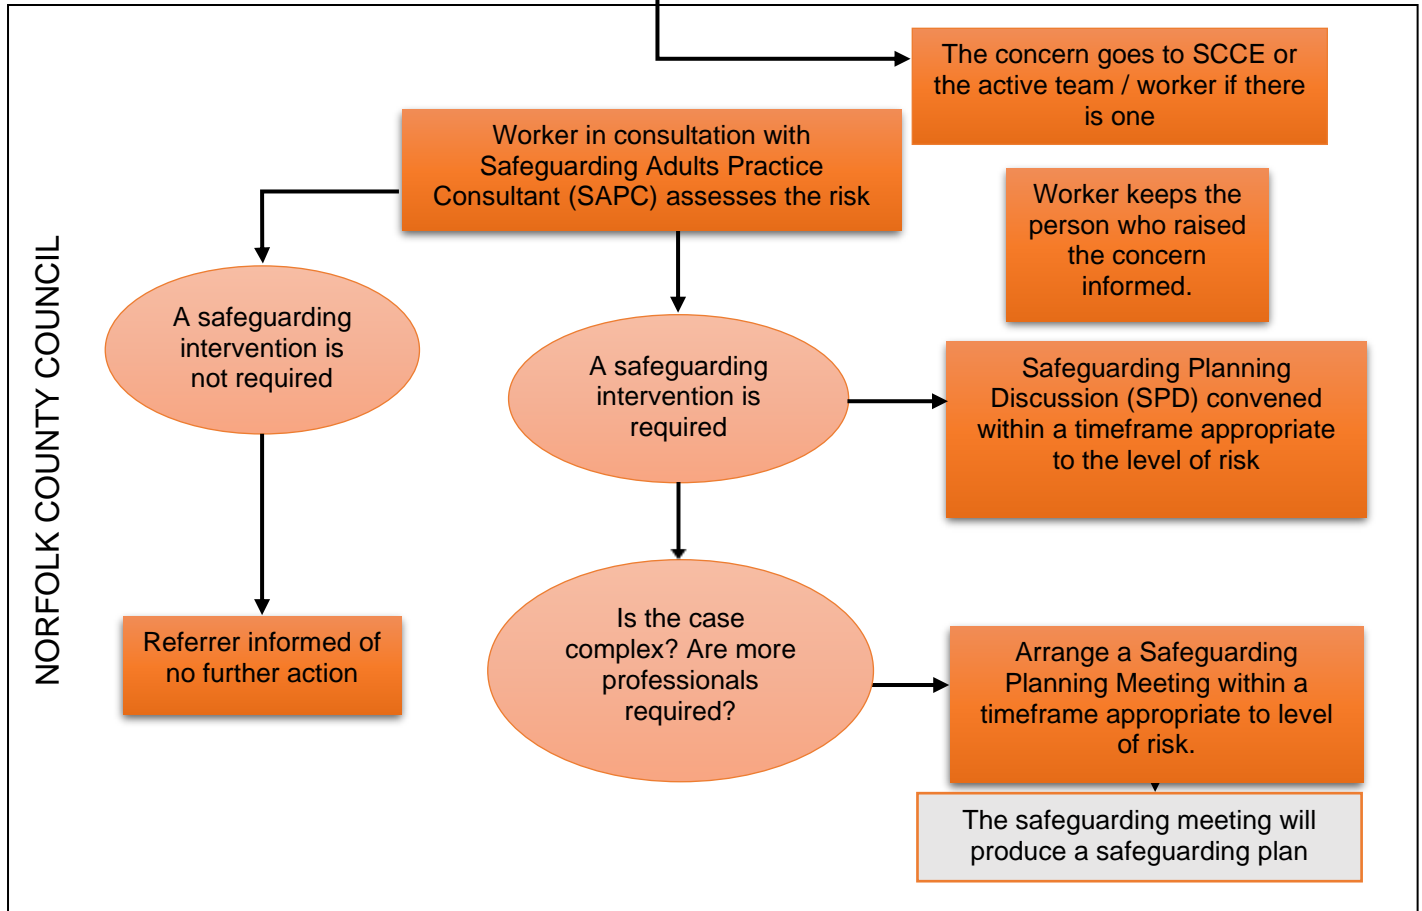 The concern goes to SCCE or
the active team / worker if there
is one
Worker in consultation with
Safeguarding Adults Practice
Consultant (SAPC) assesses the risk
Worker keeps the
person who raised
the concern
informed.
NORFOLK COUNTY COUNCIL
A safeguarding
intervention is
not required
A safeguarding
intervention is
required
Safeguarding Planning
Discussion (SPD) convened
within a timeframe appropriate
to the level of risk
Referrer informed of
no further action
Is the case
complex? Are more
professionals
required?
Arrange a Safeguarding
Planning Meeting within a
timeframe appropriate to level
of risk.
The safeguarding meeting will
produce a safeguarding plan